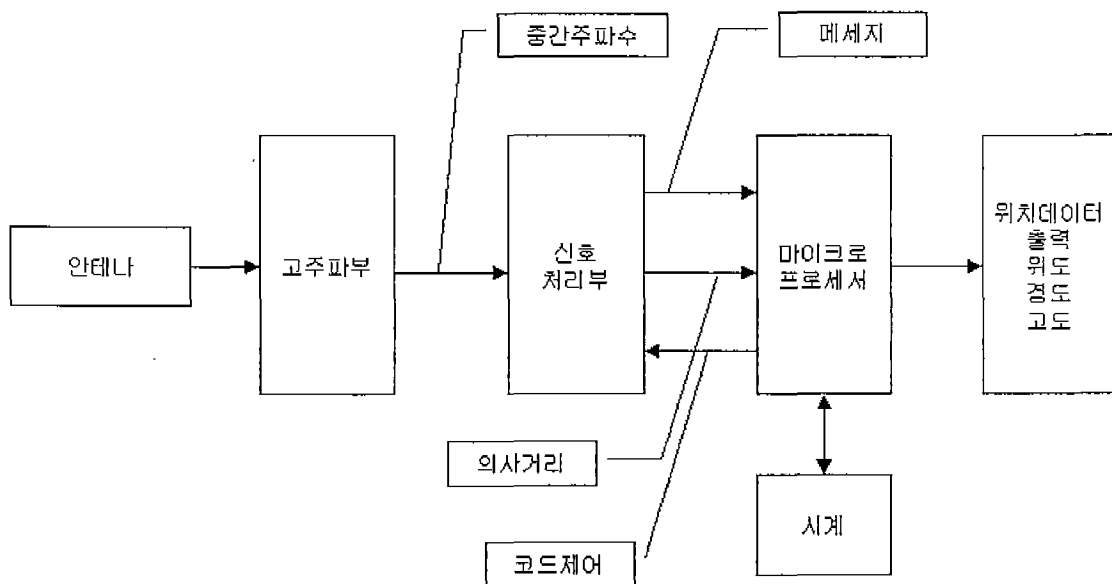 중간주파수
메세지
안테나
고주파부
신호
처리부
마이크로
프로세서
위치데이터
출력
위도
경도
고도
의사거리
코드제어
시계